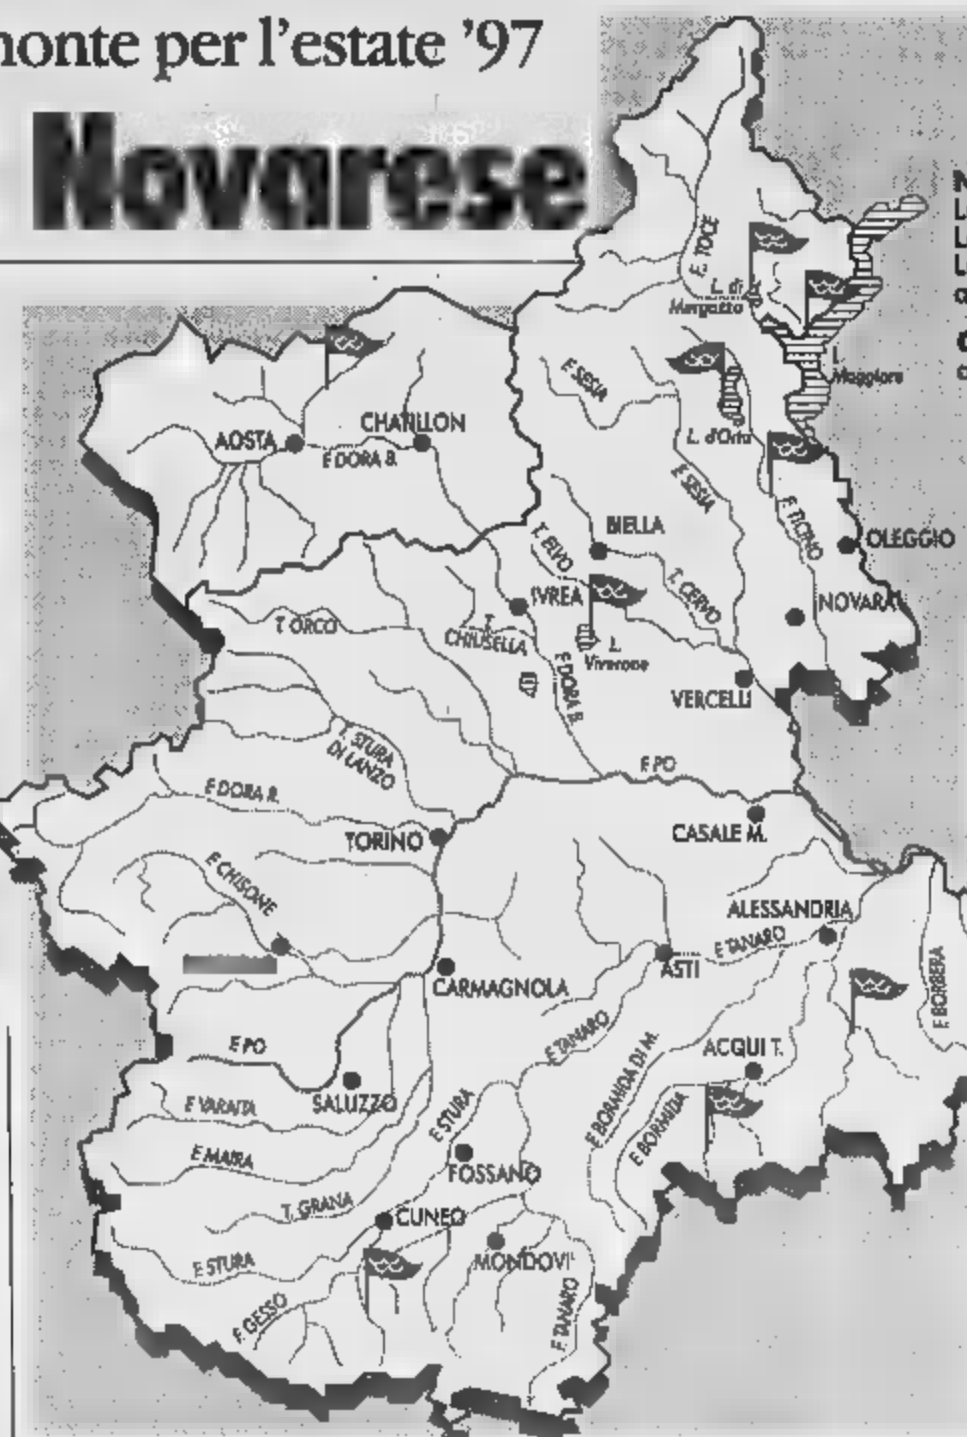 monte per l'estate '97
Novarese
F. TOCE
L. di
Mergozzo
L.
Maggiore
F. SESIA
L. d'Orta
CHATILLON
AOSTA
F. DORA B.
F. SESIA
F. TICINO
OLEGGIO
BIELLA
T. ELVO
T. CERVO
IVREA
NOVARA
T. ORCO
T.
CHIUSELLA
L.
Viverone
F. DORA B.
VERCELLI
T. STURA
DI LANZO
F. PO
F. DORA R.
TORINO
CASALE M.
F. CHISONE
ALESSANDRIA
F. TANARO
ASTI
CARMAGNOLA
F. BORBERA
F. TANARO
F. PO
ACQUI T.
SALUZZO
F. BORMIDA DI M.
F. VARAITA
F. STURA
F. BORMIDA
F. MAIRA
FOSSANO
T. GRANA
CUNEO
MONDOVI'
F. STURA
F. GESSO
F. TANARO